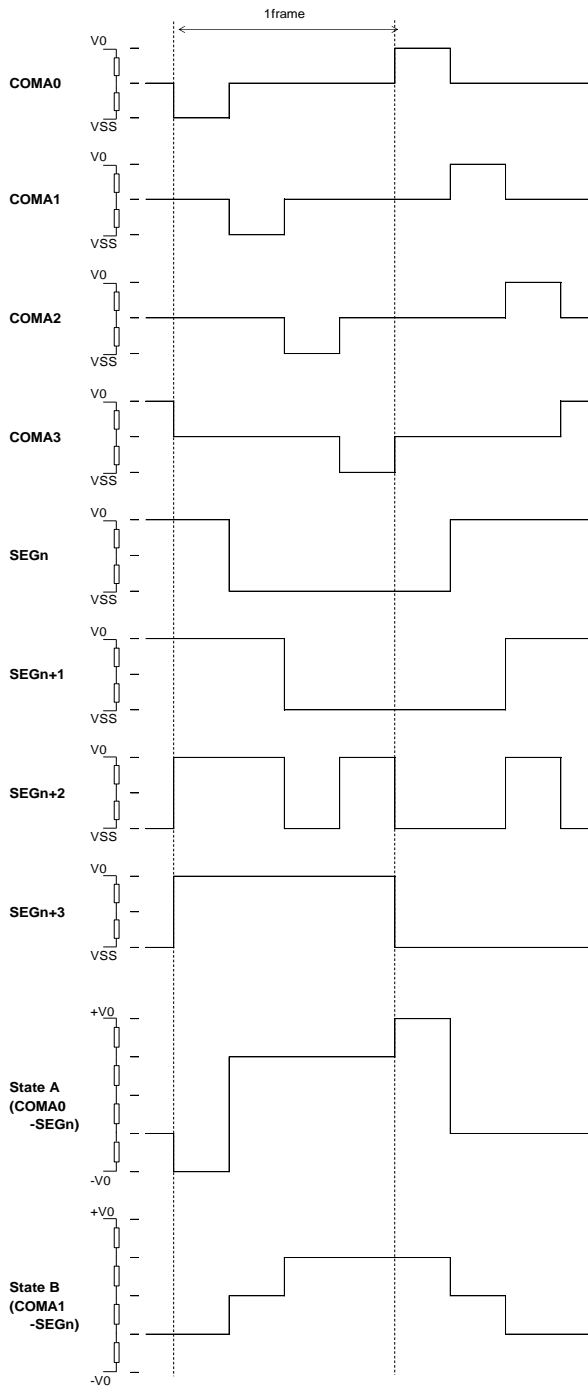 1frame
V0
COMA0
VSS
V0
COMA1
VSS
V0
COMA2
VSS
V0
COMA3
VSS
V0
SEGn
VSS
V0
SEGn+1
VSS
V0
SEGn+2
VSS
V0
SEGn+3
VSS
+V0
State A
(COMA0
-SEGn)
-V0
+V0
State B
(COMA1
-SEGn)
-V0